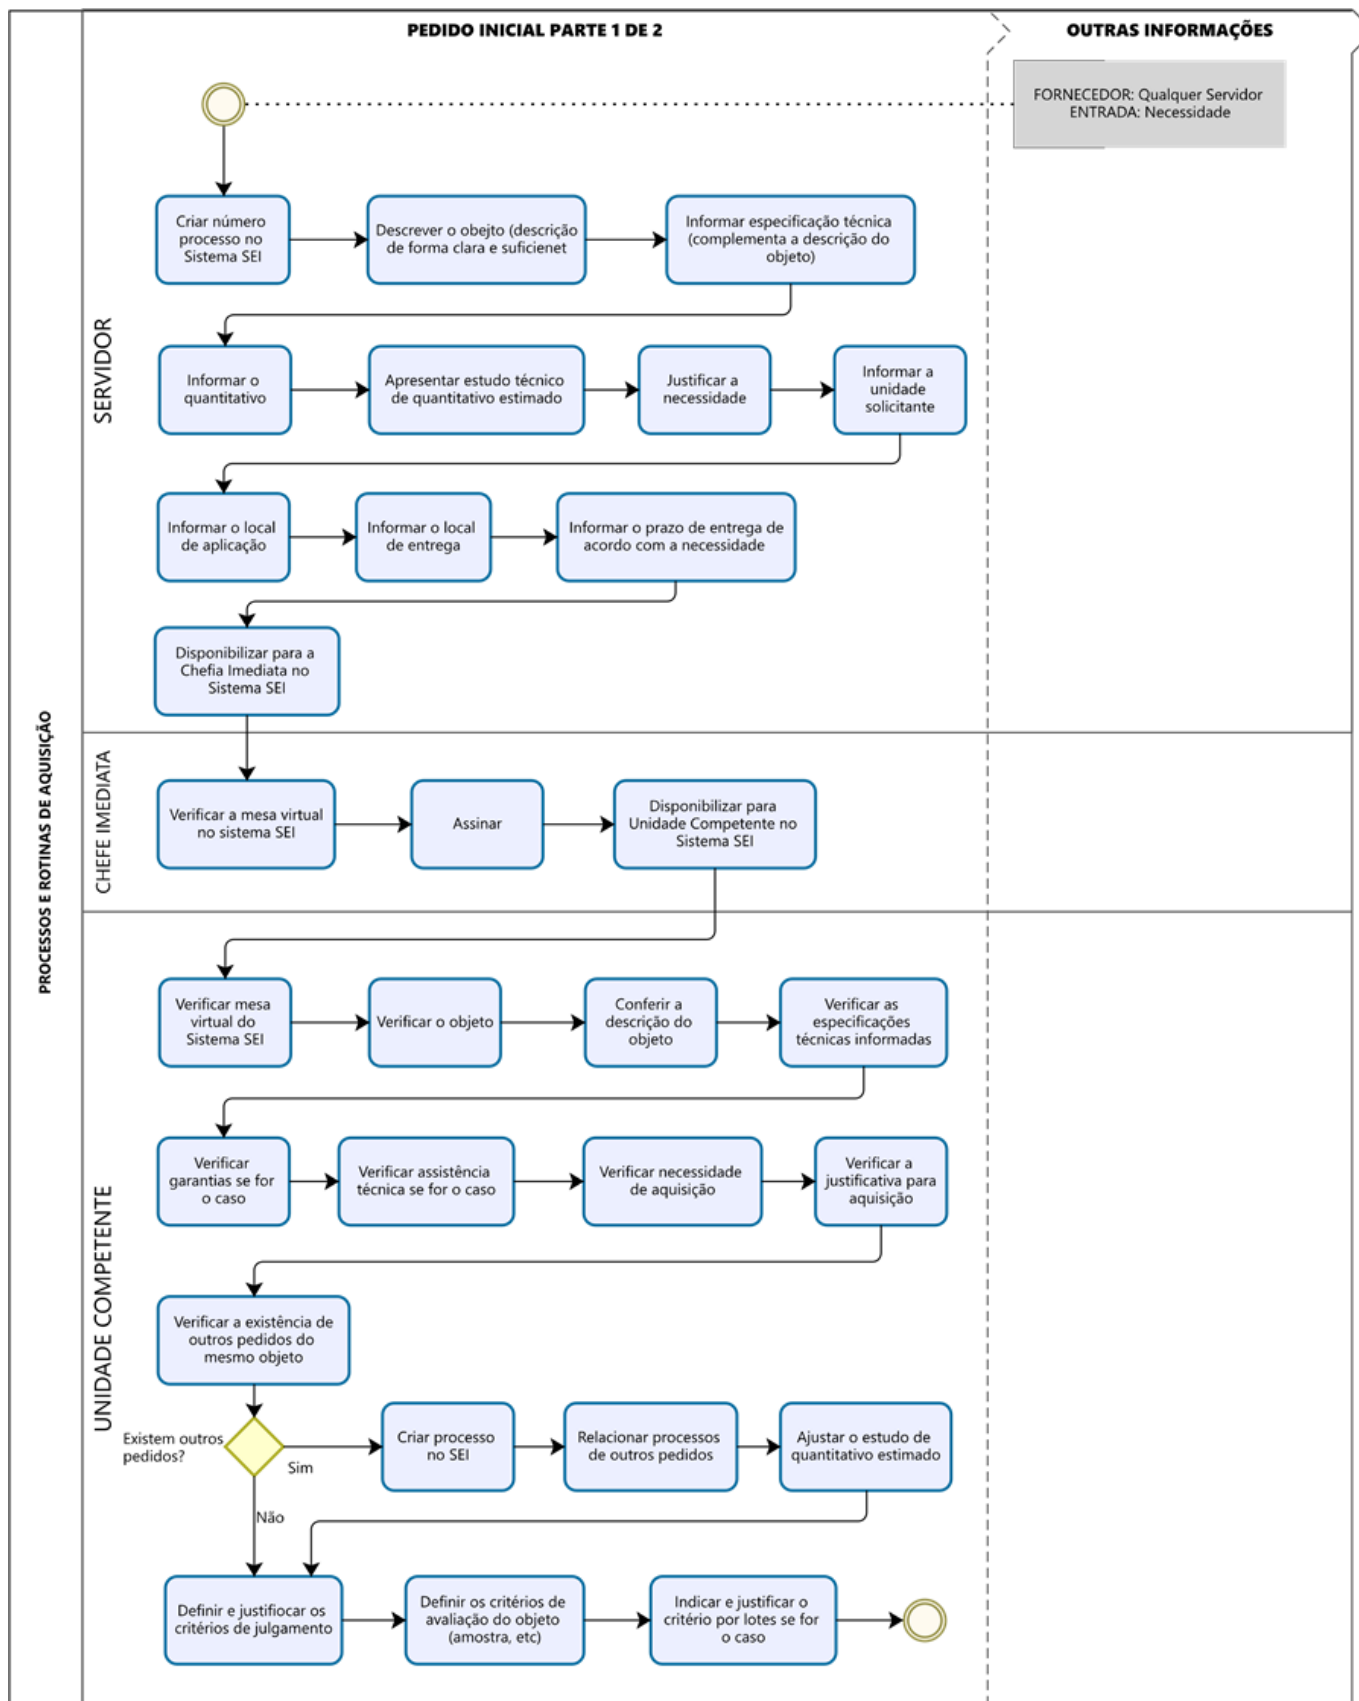 PEDIDO INICIAL PARTE 1 DE 2
OUTRAS INFORMAÇÕES
FORNECEDOR: Qualquer Servidor
ENTRADA: Necessidade
PROCESSOS E ROTINAS DE AQUISIÇÃO
SERVIDOR
Criar número
processo no
Sistema SEI
Descrever o obejto (descrição
de forma clara e suficienet
Informar especificação técnica
(complementa a descrição do
objeto)
Informar o
quantitativo
Apresentar estudo técnico
de quantitativo estimado
Justificar a
necessidade
Informar a
unidade
solicitante
Informar o local
de aplicação
Informar o local
de entrega
Informar o prazo de entrega de
acordo com a necessidade
Disponibilizar para a
Chefia Imediata no
Sistema SEI
CHEFE IMEDIATA
Verificar a mesa virtual
no sistema SEI
Assinar
Disponibilizar para
Unidade Competente no
Sistema SEI
UNIDADE COMPETENTE
Verificar mesa
virtual do
Sistema SEI
Verificar o objeto
Conferir a
descrição do
objeto
Verificar as
especificações
técnicas informadas
Verificar
garantias se for
o caso
Verificar assistência
técnica se for o caso
Verificar necessidade
de aquisição
Verificar a
justificativa para
aquisição
Verificar a existência de
outros pedidos do
mesmo objeto
Existem outros
pedidos?
Sim
Não
Criar processo
no SEI
Relacionar processos
de outros pedidos
Ajustar o estudo de
quantitativo estimado
Definir e justifiocar os
critérios de julgamento
Definir os critérios de
avaliação do objeto
(amostra, etc)
Indicar e justificar o
critério por lotes se for
o caso